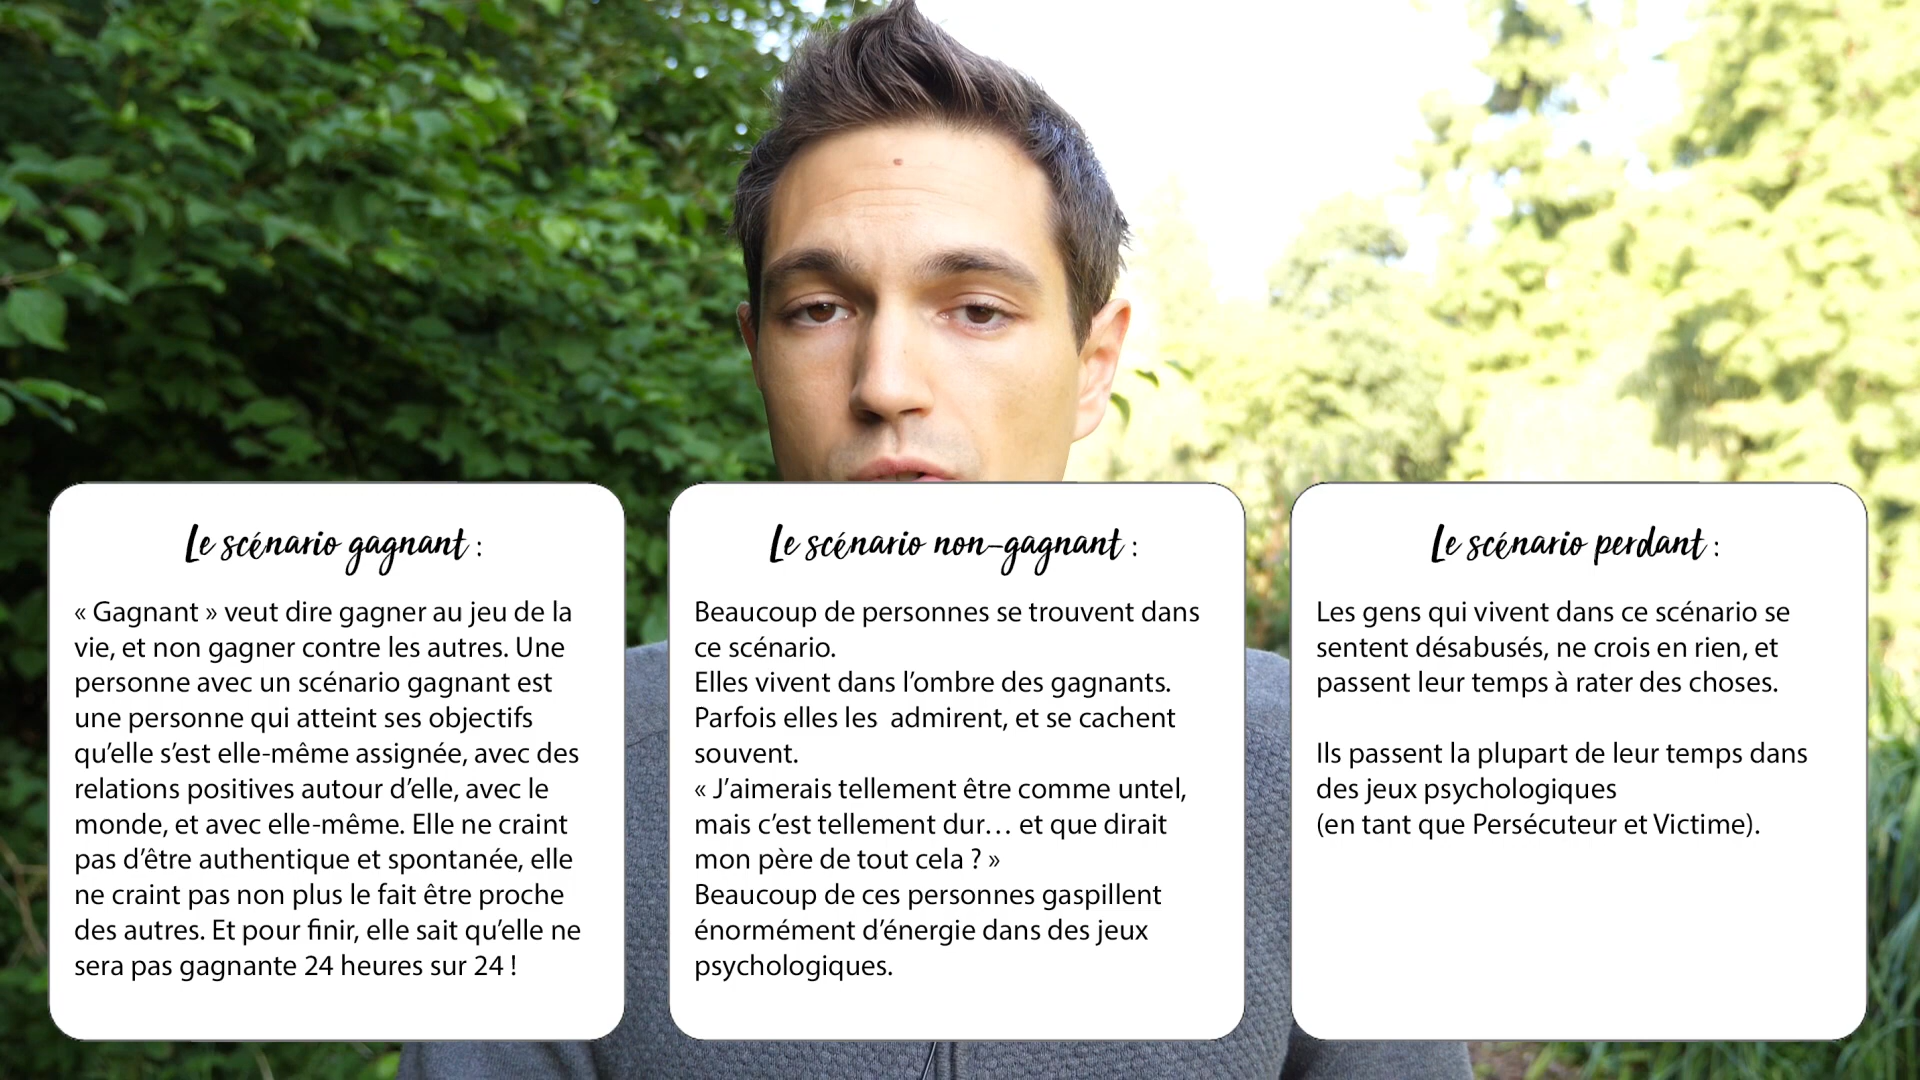 Le scénario gagnant :
« Gagnant » veut dire gagner au jeu de la
vie, et non gagner contre les autres. Une
personne avec un scénario gagnant est
une personne qui atteint ses objectifs
qu’elle s’est elle-même assignée, avec des
relations positives autour d’elle, avec le
monde, et avec elle-même. Elle ne craint
pas d’être authentique et spontanée, elle
ne craint pas non plus le fait être proche
des autres. Et pour finir, elle sait qu’elle ne
sera pas gagnante 24 heures sur 24 !
Le scénario non-gagnant :
Beaucoup de personnes se trouvent dans
ce scénario.
Elles vivent dans l’ombre des gagnants.
Parfois elles les  admirent, et se cachent
souvent.
« J’aimerais tellement être comme untel,
mais c’est tellement dur… et que dirait
mon père de tout cela ? »
Beaucoup de ces personnes gaspillent
énormément d’énergie dans des jeux
psychologiques.
Le scénario perdant :
Les gens qui vivent dans ce scénario se
sentent désabusés, ne crois en rien, et
passent leur temps à rater des choses.
Ils passent la plupart de leur temps dans
des jeux psychologiques
(en tant que Persécuteur et Victime).